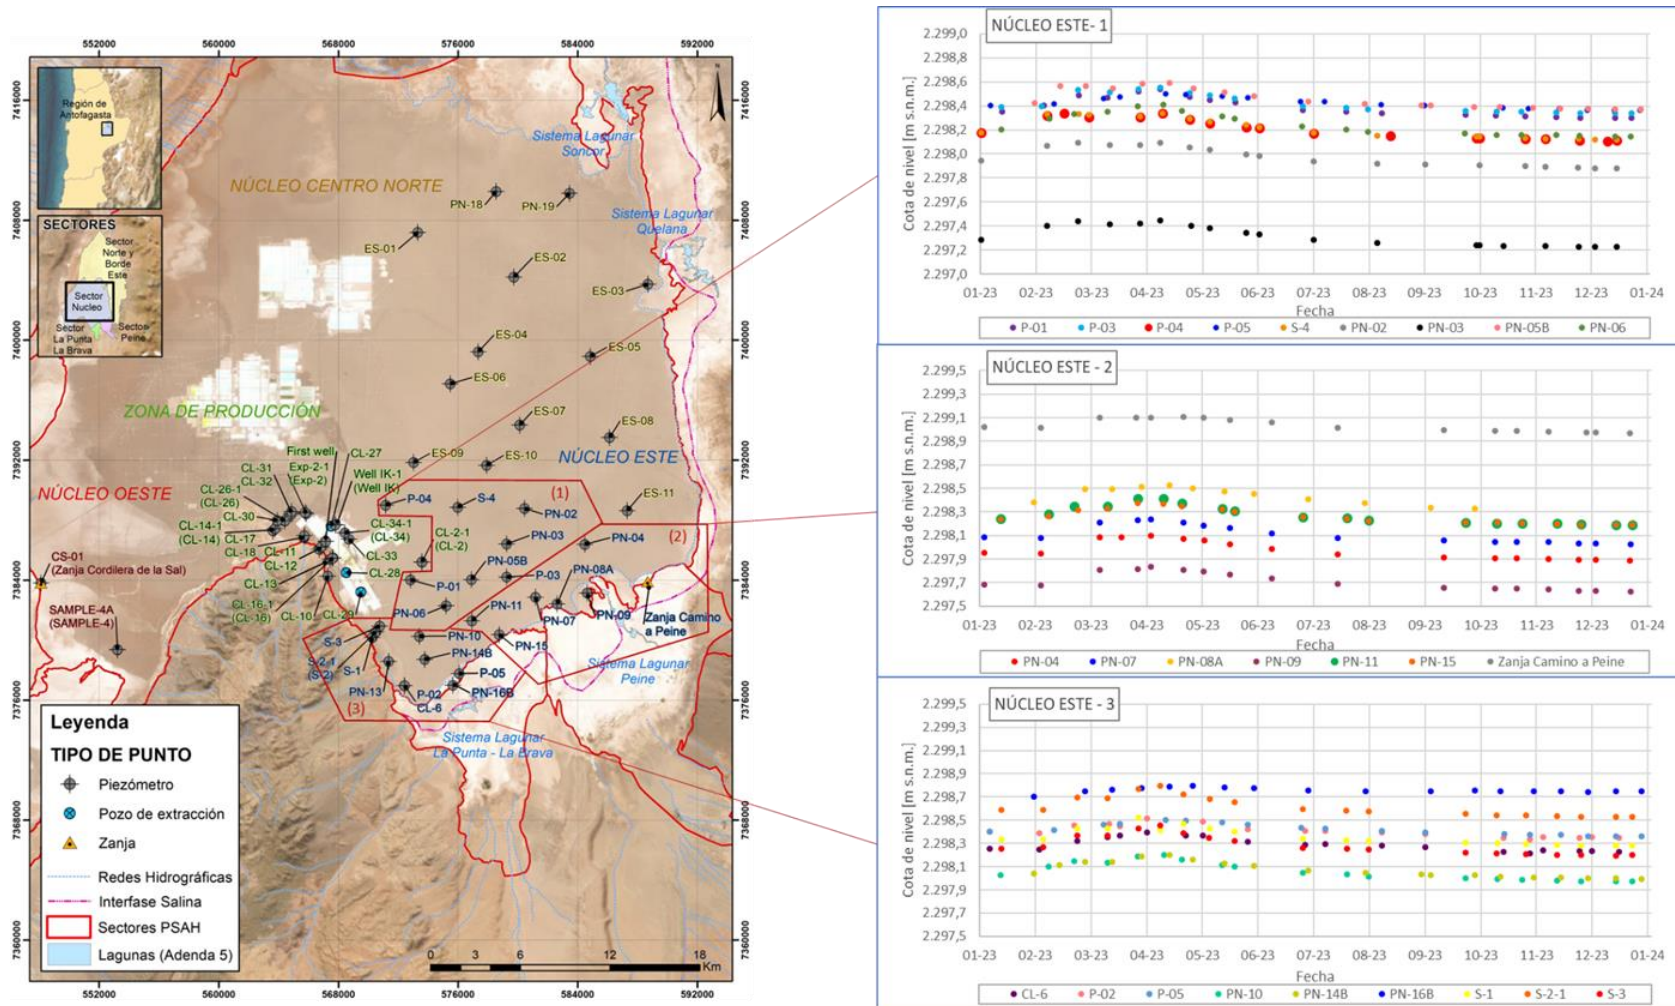 552000 560000 568000 576000 584000 592000
7416000
7408000
7400000
7392000
7384000
7376000
7368000
7360000
Región de
Antofagasta
SECTORES
Sector
Norte y
Borde
Este
Sector
Nucleo
Sector
La Punta
La Brava
Sector
Peine
N
NÚCLEO CENTRO NORTE
Sistema Lagunar
Soncor
Sistema Lagunar
Quelana
PN-18
PN-19
ES-01
ES-02
ES-03
ES-04
ES-05
ES-06
ZONA DE PRODUCCIÓN
ES-07
ES-08
ES-09
ES-10
NÚCLEO ESTE
ES-11
NÚCLEO OESTE
First well
CL-27
CL-31
CL-32
Exp-2-1
(Exp-2)
Well IK-1
(Well IK)
CL-26-1
(CL-26)
CL-30
CL-14-1
(CL-14)
CL-17
CL-18
CL-11
CL-12
CL-13
CL-16-1
(CL-16)
CL-10
CL-29
CL-28
CL-33
CL-34-1
(CL-34)
CL-2-1
(CL-2)
CS-01
(Zanja Cordilera de la Sal)
SAMPLE-4A
(SAMPLE-4)
P-04
S-4
(1)
PN-02
PN-03
PN-04
(2)
PN-05B
P-03
PN-08A
P-01
PN-06
PN-11
PN-07
PN-09
Zanja Camino
a Peine
S-3
S-2-1
(S-2)
S-1
PN-10
PN-15
PN-14B
PN-13
P-05
P-02
CL-6
PN-16B
(3)
Sistema Lagunar
Peine
Sistema Lagunar
La Punta - La Brava
Leyenda
TIPO DE PUNTO
Piezómetro
Pozo de extracción
Zanja
Redes Hidrográficas
Interfase Salina
Sectores PSAH
Lagunas (Adenda 5)
0 3 6 12 18
Km
552000 560000 568000 576000 584000 592000
7416000
7408000
7400000
7392000
7384000
7376000
7368000
7360000
NÚCLEO ESTE- 1
Cota de nivel [m s.n.m.]
2.299,0
2.298,8
2.298,6
2.298,4
2.298,2
2.298,0
2.297,8
2.297,6
2.297,4
2.297,2
2.297,0
01-23 02-23 03-23 04-23 05-23 06-23 07-23 08-23 09-23 10-23 11-23 12-23 01-24
Fecha
P-01 P-03 P-04 P-05 S-4 PN-02 PN-03 PN-05B PN-06
NÚCLEO ESTE - 2
Cota de nivel [m s.n.m.]
2.299,5
2.299,3
2.299,1
2.298,9
2.298,7
2.298,5
2.298,3
2.298,1
2.297,9
2.297,7
2.297,5
01-23 02-23 03-23 04-23 05-23 06-23 07-23 08-23 09-23 10-23 11-23 12-23 01-24
Fecha
PN-04 PN-07 PN-08A PN-09 PN-11 PN-15 Zanja Camino a Peine
NÚCLEO ESTE - 3
Cota de nivel [m s.n.m.]
2.299,5
2.299,3
2.299,1
2.298,9
2.298,7
2.298,5
2.298,3
2.298,1
2.297,9
2.297,7
2.297,5
01-23 02-23 03-23 04-23 05-23 06-23 07-23 08-23 09-23 10-23 11-23 12-23 01-24
Fecha
CL-6 P-02 P-05 PN-10 PN-14B PN-16B S-1 S-2-1 S-3